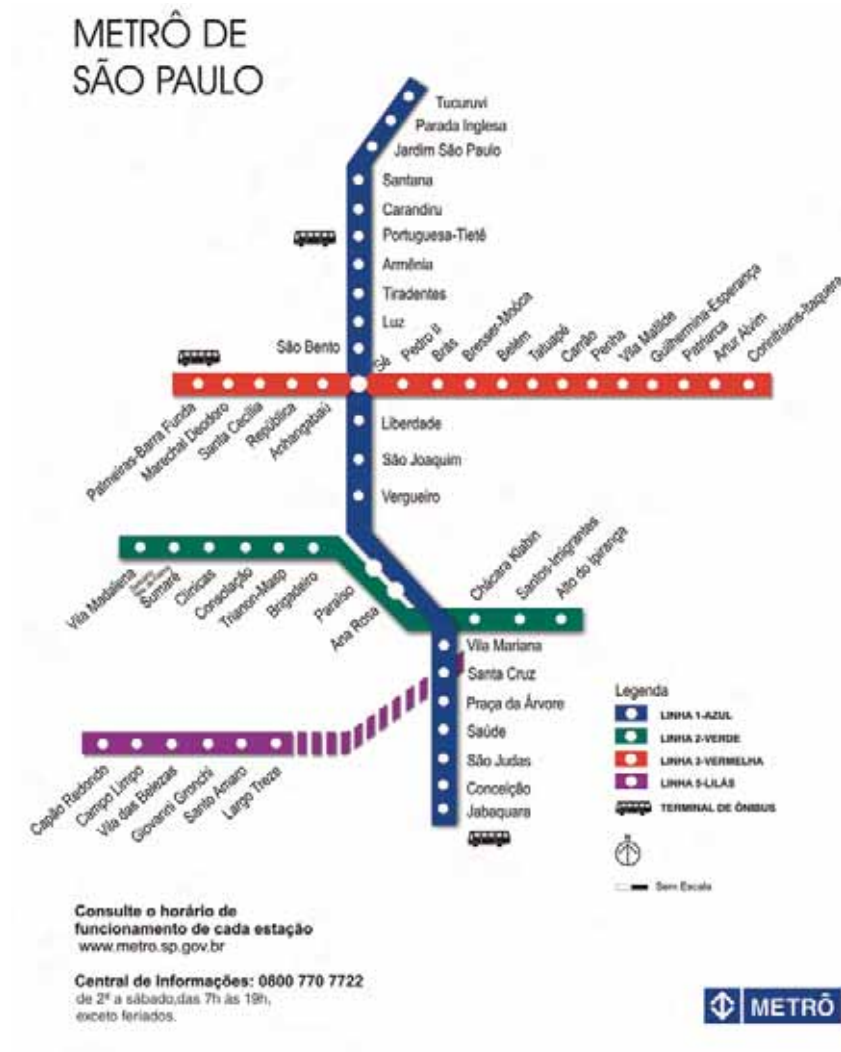 METRÔ DE
SÃO PAULO
Tucuruvi
Parada Inglesa
Jardim São Paulo
Santana
Carandiru
Portuguesa-Tietê
Armênia
Tiradentes
Luz
São Bento
Sé
Pedro II
Brás
Bresser-Moóca
Belém
Tatuapé
Carrão
Penha
Vila Matilde
Guilhermina-Esperança
Patriarca
Artur Alvim
Corinthians-Itaquera
Palmeiras-Barra Funda
Marechal Deodoro
Santa Cecília
República
Anhangabaú
Liberdade
São Joaquim
Vergueiro
Vila Madalena
Sumaré
Clínicas
Consolação
Trianon-Masp
Brigadeiro
Paraíso
Ana Rosa
Chácara Klabin
Santos-Imigrantes
Alto do Ipiranga
Vila Mariana
Santa Cruz
Praça da Árvore
Saúde
São Judas
Conceição
Jabaquara
Capão Redondo
Campo Limpo
Vila das Belezas
Giovanni Gronchi
Santo Amaro
Largo Treze
Legenda
LINHA 1-AZUL
LINHA 2-VERDE
LINHA 3-VERMELHA
LINHA 5-LILÁS
TERMINAL DE ÔNIBUS
N
Sem Escala
Consulte o horário de
funcionamento de cada estação
www.metro.sp.gov.br
Central de Informações: 0800 770 7722
de 2ª a sábado,das 7h às 19h,
exceto feriados.
METRÔ